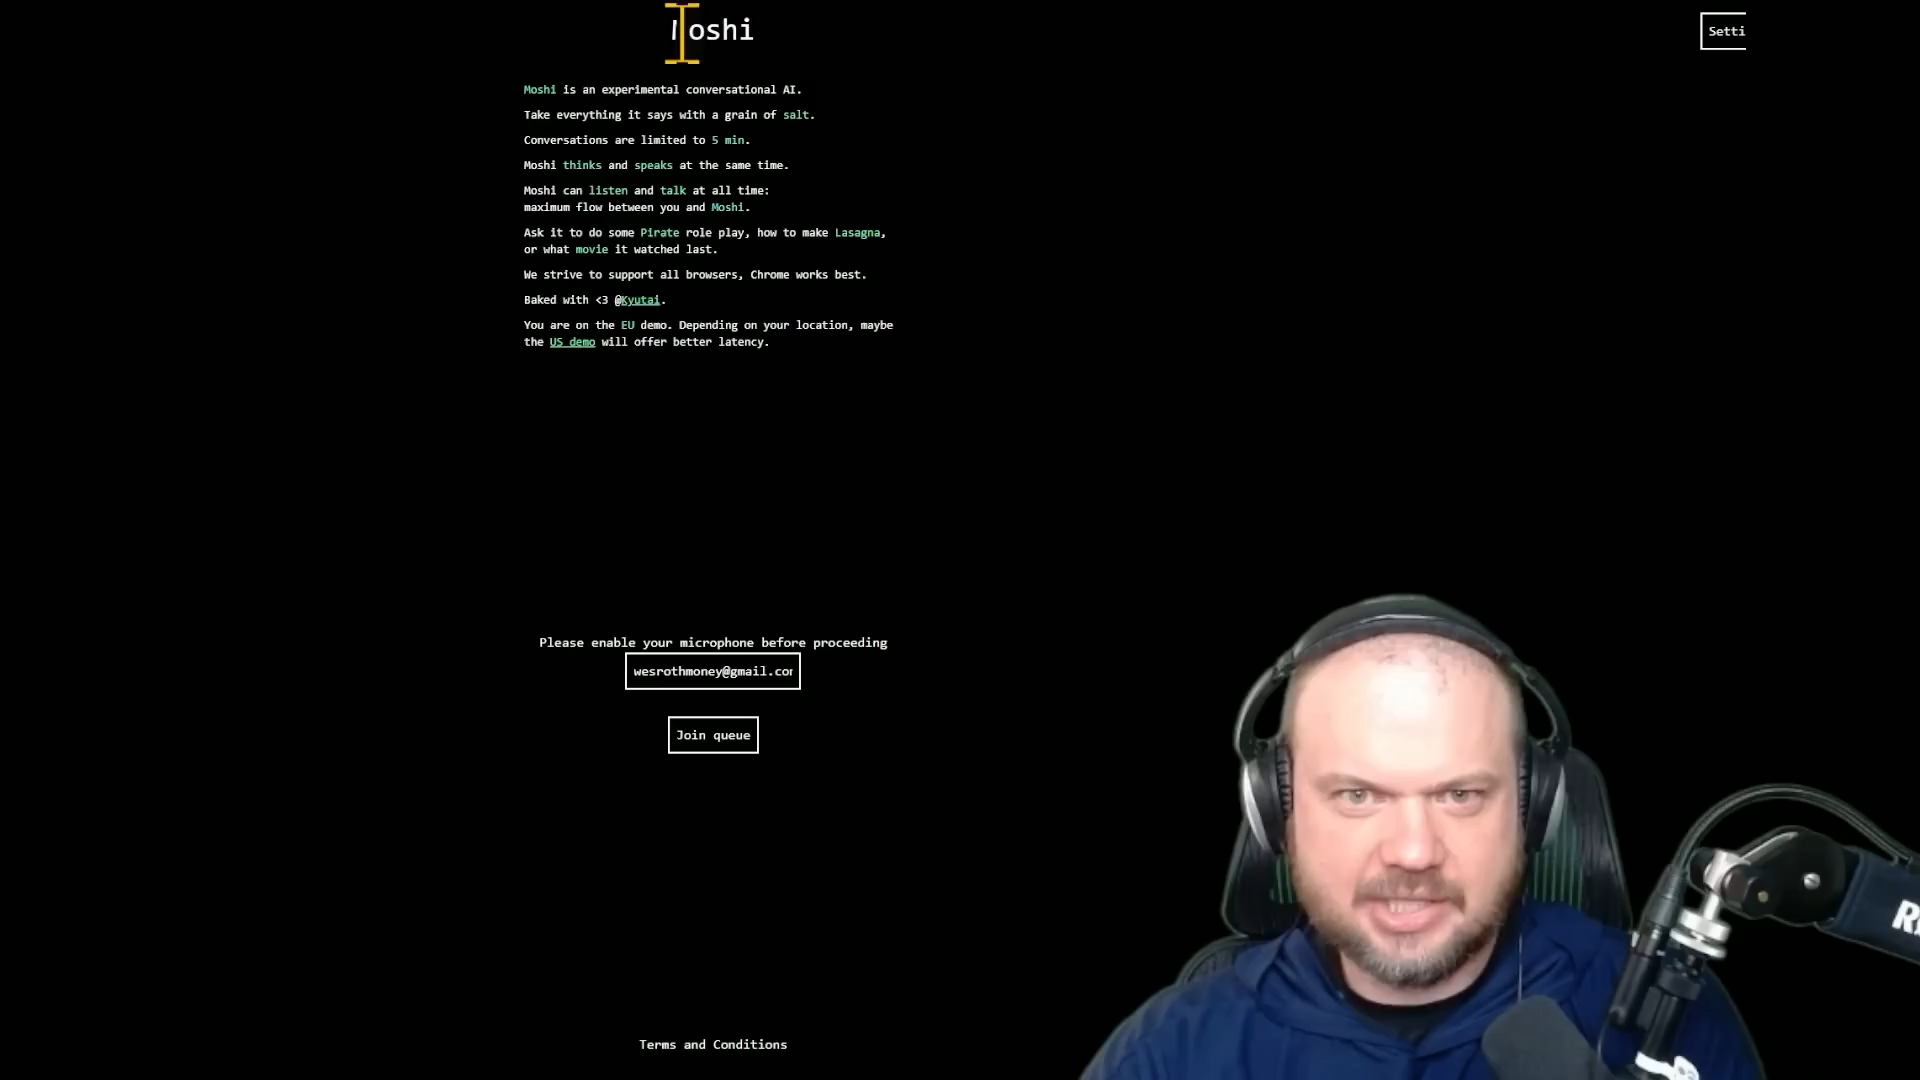 Moshi
Setti
Moshi is an experimental conversational AI.
Take everything it says with a grain of salt.
Conversations are limited to 5 min.
Moshi thinks and speaks at the same time.
Moshi can listen and talk at all time:
maximum flow between you and Moshi.
Ask it to do some Pirate role play, how to make Lasagna,
or what movie it watched last.
We strive to support all browsers, Chrome works best.
Baked with <3 @Kyutai.
You are on the EU demo. Depending on your location, maybe
the US demo will offer better latency.
Please enable your microphone before proceeding
wesrothmoney@gmail.com
Join queue
Terms and Conditions